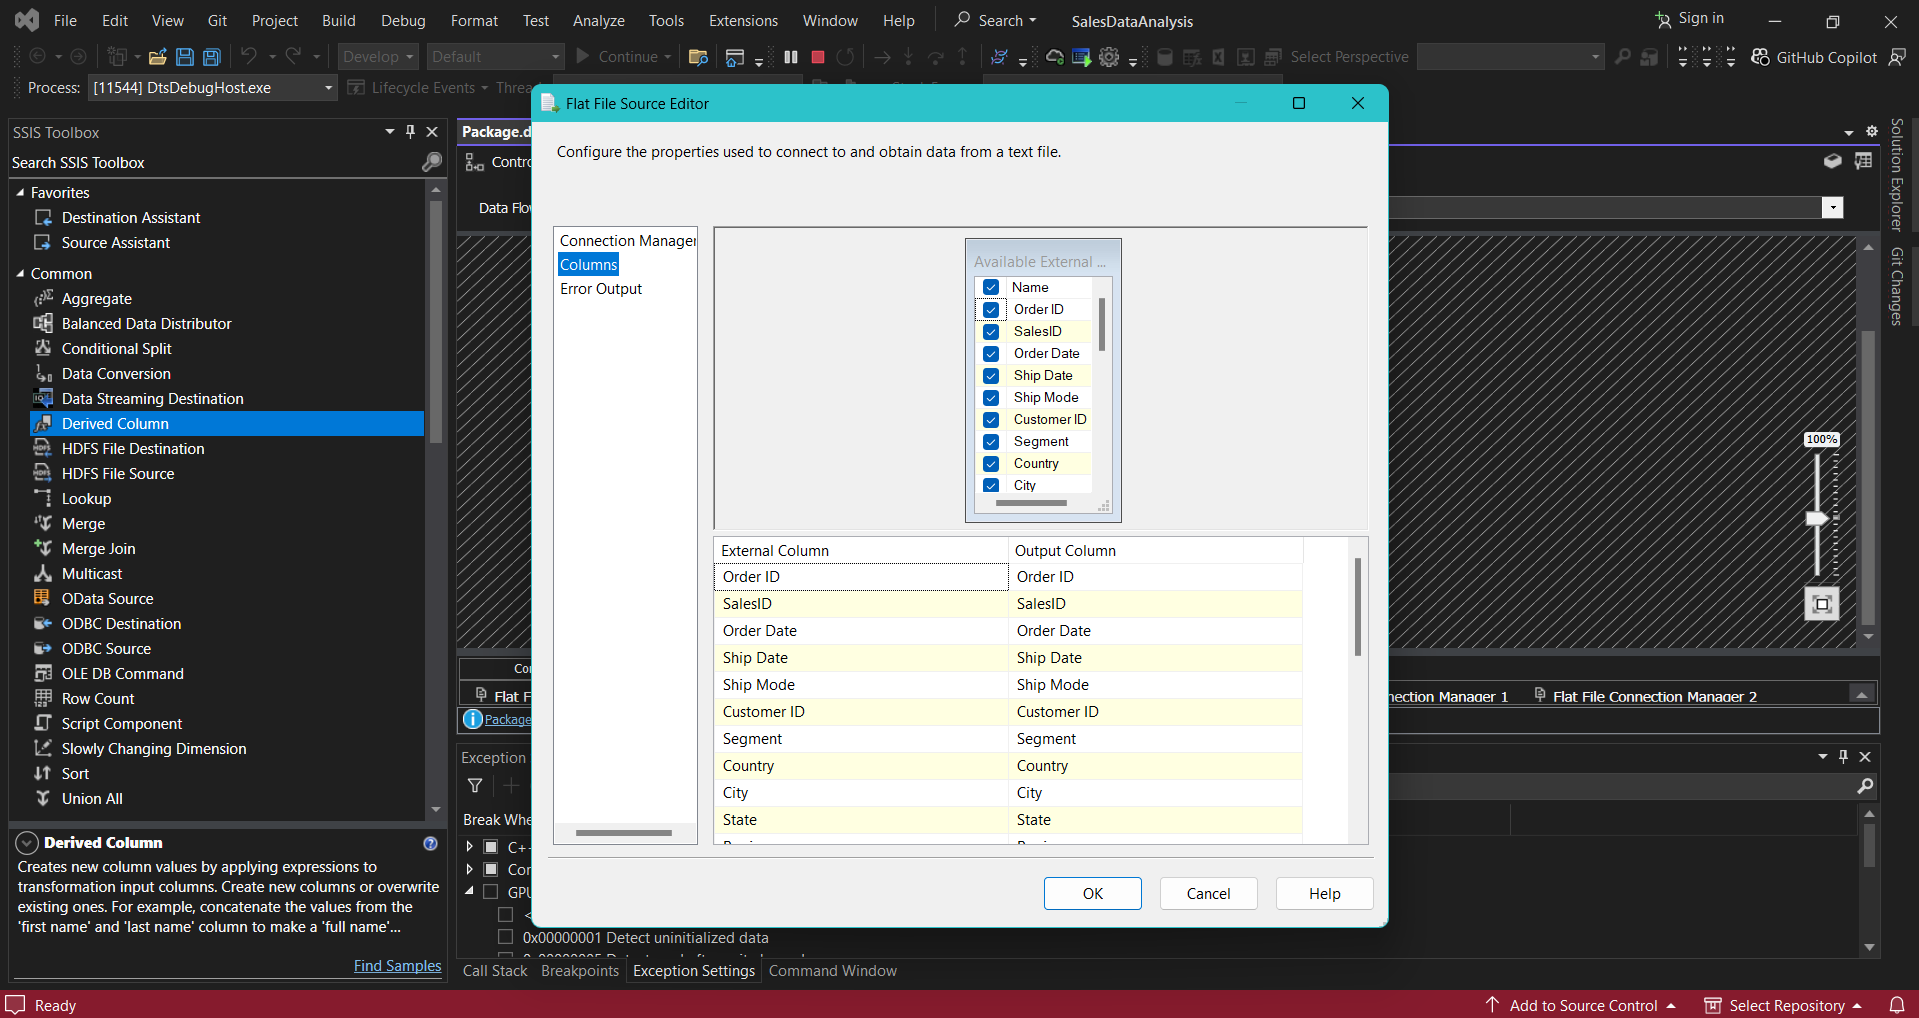 File Edit View Git Project Build Debug Format Test Analyze Tools Extensions Window Help Search SalesDataAnalysis Sign in
Develop Default Continue Select Perspective GitHub Copilot
Process: [11544] DtsDebugHost.exe Lifecycle Events
SSIS Toolbox
Search SSIS Toolbox
Favorites
Destination Assistant
Source Assistant
Common
Aggregate
Balanced Data Distributor
Conditional Split
Data Conversion
Data Streaming Destination
Derived Column
HDFS File Destination
HDFS File Source
Lookup
Merge
Merge Join
Multicast
OData Source
ODBC Destination
ODBC Source
OLE DB Command
Row Count
Script Component
Slowly Changing Dimension
Sort
Union All
Derived Column
Creates new column values by applying expressions to
transformation input columns. Create new columns or overwrite
existing ones. For example, concatenate the values from the
'first name' and 'last name' column to make a 'full name'...
Find Samples
Package.d
Contro
Data Flo
Flat File Source Editor
Configure the properties used to connect to and obtain data from a text file.
Connection Manager
Columns
Error Output
Available External ...
Name
Order ID
SalesID
Order Date
Ship Date
Ship Mode
Customer ID
Segment
Country
City
External Column Output Column
Order ID Order ID
SalesID SalesID
Order Date Order Date
Ship Date Ship Date
Ship Mode Ship Mode
Customer ID Customer ID
Segment Segment
Country Country
City City
State State
OK Cancel Help
100%
Solution Explorer
Git Changes
Flat F
nection Manager 1 Flat File Connection Manager 2
Package
Exception
Break Whe
C+
GPU
0x00000001 Detect uninitialized data
Call Stack Breakpoints Exception Settings Command Window
Ready Add to Source Control Select Repository